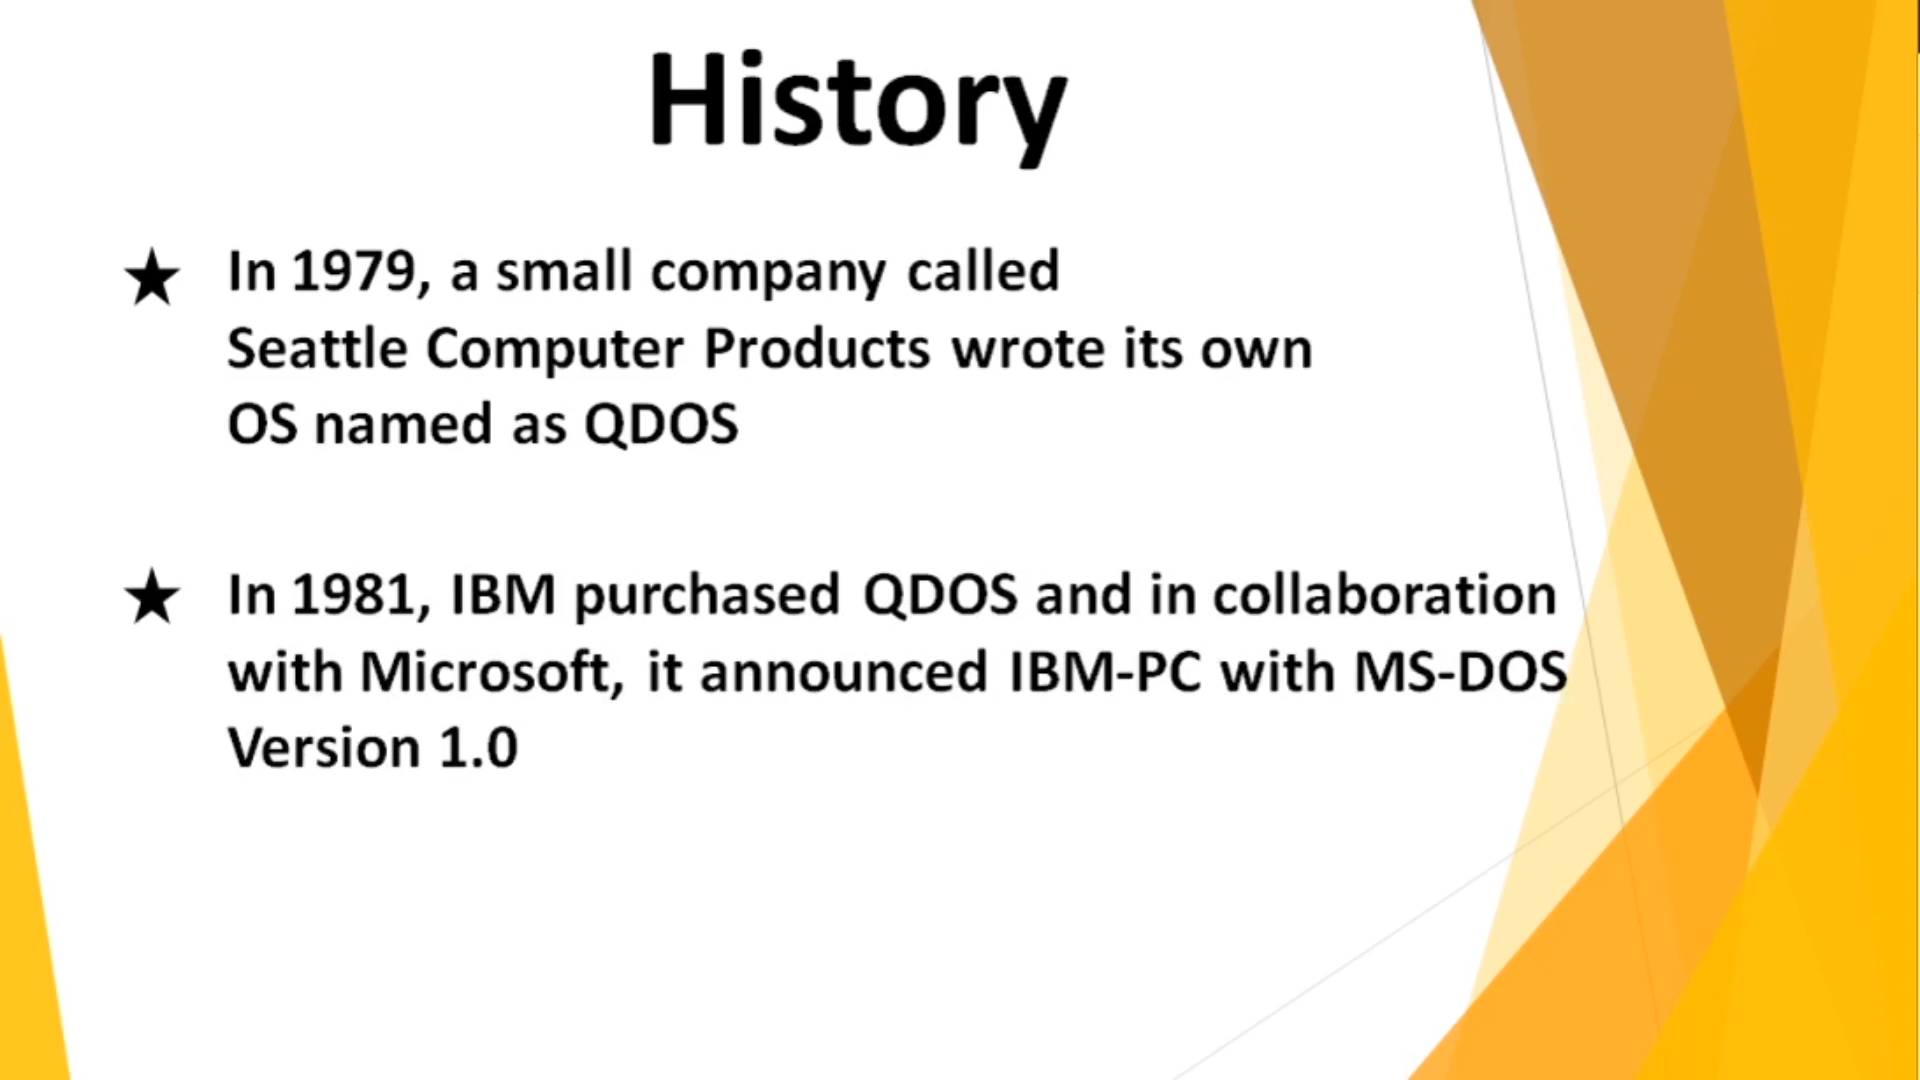 History
★ In 1979, a small company called
Seattle Computer Products wrote its own
OS named as QDOS
★ In 1981, IBM purchased QDOS and in collaboration
with Microsoft, it announced IBM-PC with MS-DOS
Version 1.0